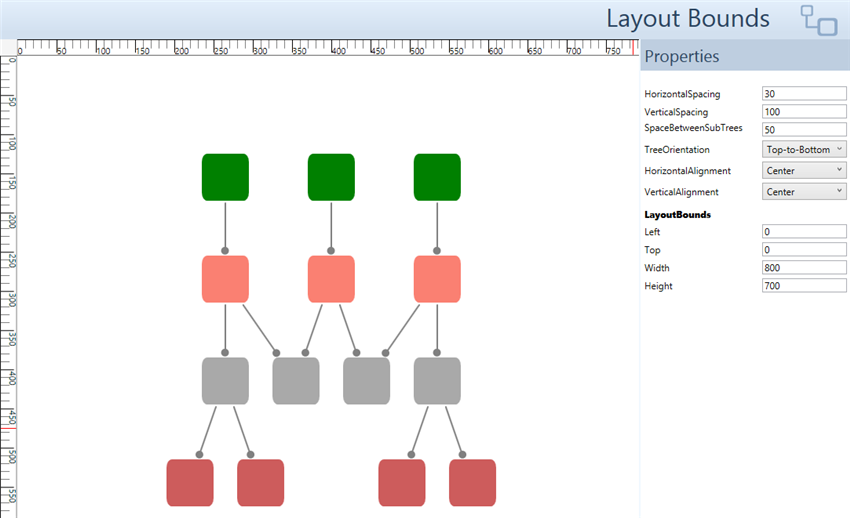 Layout Bounds
0 50 100 150 200 250 300 350 400 450 500 550 600 650 700 750
Properties
0
50
100
150
200
250
300
350
400
450
500
550
HorizontalSpacing 30
VerticalSpacing 100
SpaceBetweenSubTrees 50
TreeOrientation Top-to-Bottom
HorizontalAlignment Center
VerticalAlignment Center
LayoutBounds
Left 0
Top 0
Width 800
Height 700